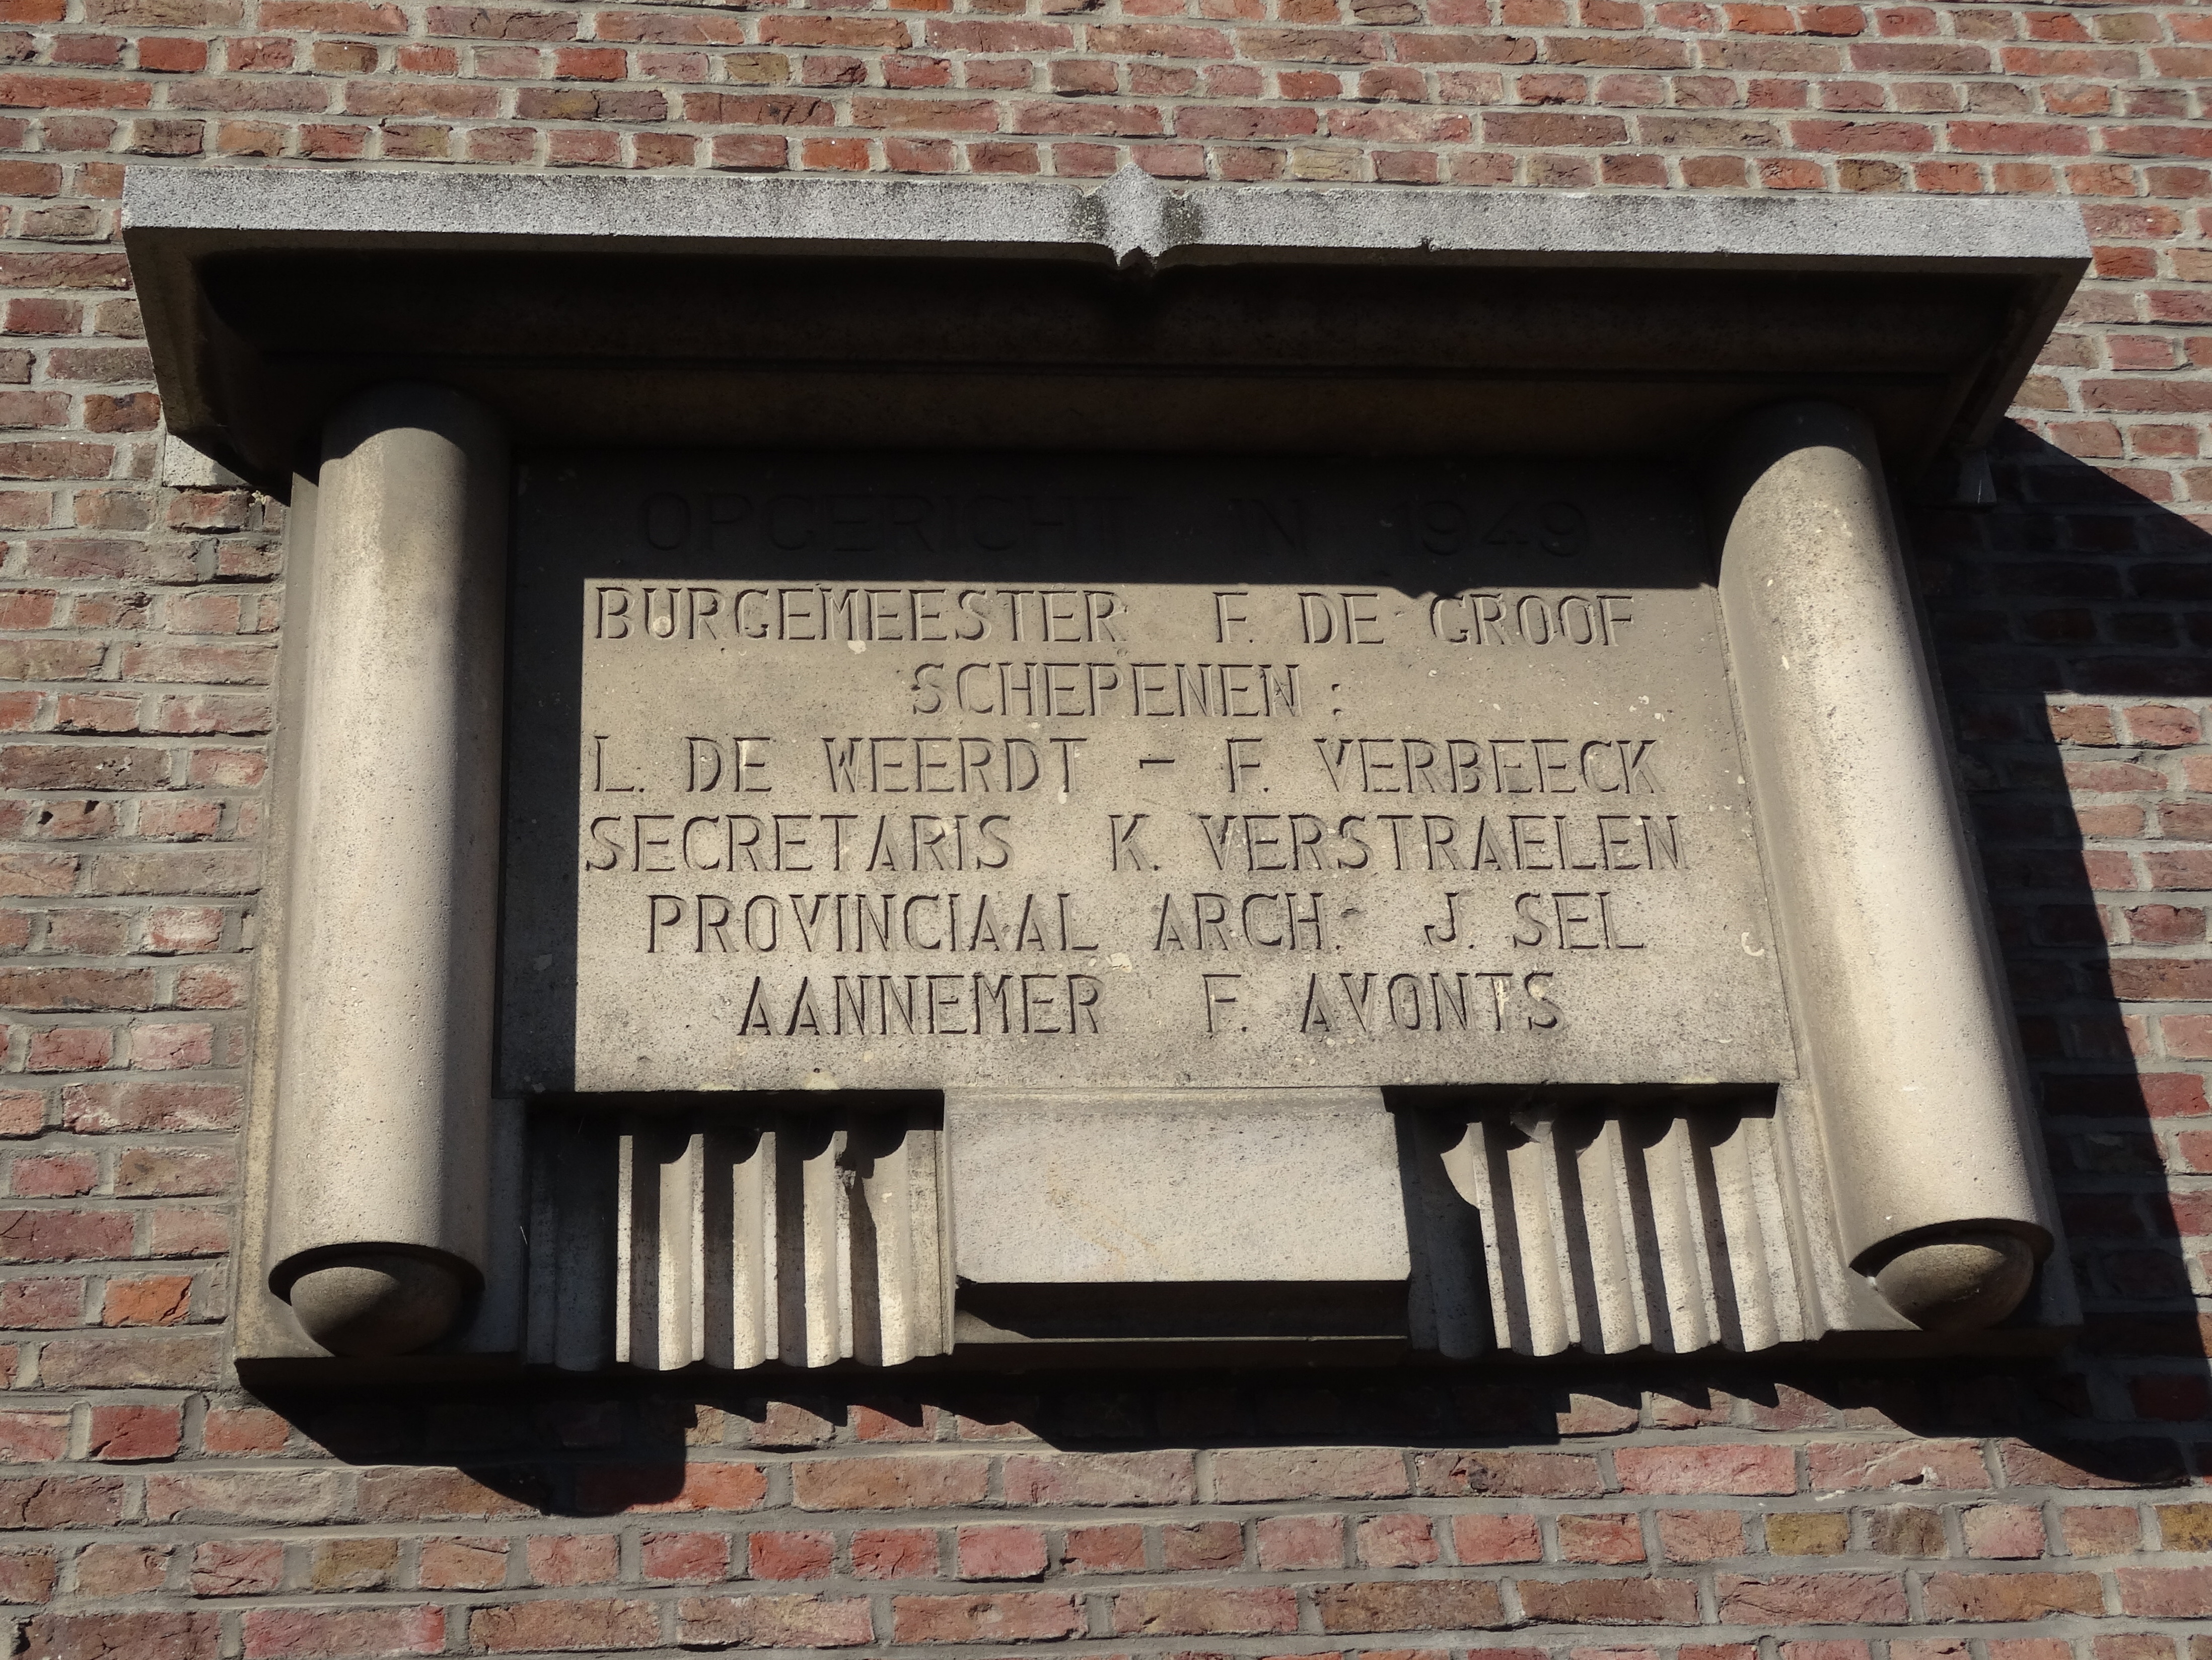 OPGERICHT IN 1949
BURGEMEESTER F. DE GROOF
SCHEPENEN :
L. DE WEERDT - F. VERBEECK
SECRETARIS K. VERSTRAELEN
PROVINCIAAL ARCH. J. SEL
AANNEMER F. AVONTS